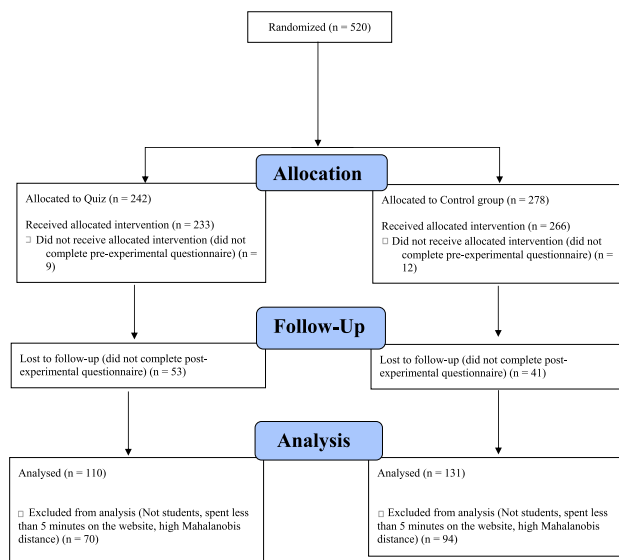 Randomized (n = 520)
Allocation
Allocated to Quiz (n = 242)
Received allocated intervention (n = 233)
□ Did not receive allocated intervention (did
not complete pre-experimental questionnaire) (n =
9)
Allocated to Control group (n = 278)
Received allocated intervention (n = 266)
□ Did not receive allocated intervention (did not
complete pre-experimental questionnaire) (n =
12)
Follow-Up
Lost to follow-up (did not complete post-
experimental questionnaire) (n = 53)
Lost to follow-up (did not complete post-
experimental questionnaire) (n = 41)
Analysis
Analysed (n = 110)
□ Excluded from analysis (Not students, spent less
than 5 minutes on the website, high Mahalanobis
distance) (n = 70)
Analysed (n = 131)
□ Excluded from analysis (Not students, spent less
than 5 minutes on the website, high Mahalanobis
distance) (n = 94)